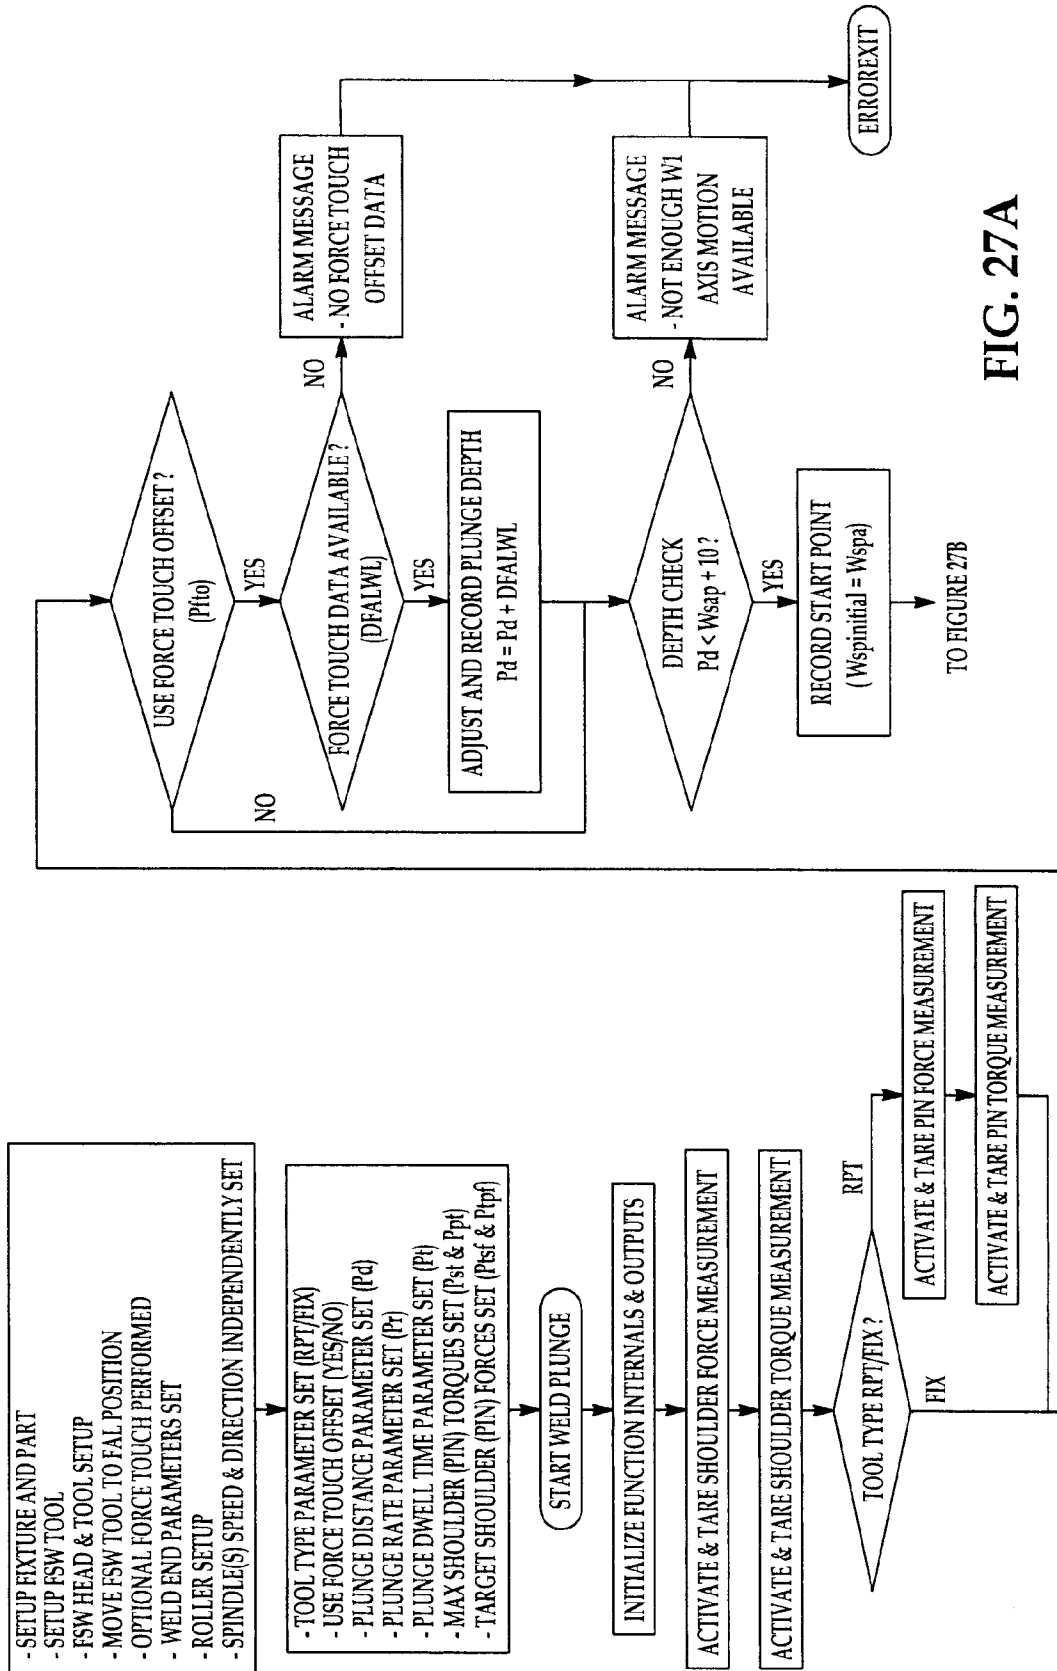 - SETUP FIXTURE AND PART
- SETUP FSW TOOL
- FSW HEAD & TOOL SETUP
- MOVE FSW TOOL TO FAL POSITION
- OPTIONAL FORCE TOUCH PERFORMED
- WELD END PARAMETERS SET
- ROLLER SETUP
- SPINDLE(S) SPEED & DIRECTION INDEPENDENTLY SET
- TOOL TYPE PARAMETER SET (RPT/FIX)
- USE FORCE TOUCH OFFSET (YES/NO)
- PLUNGE DISTANCE PARAMETER SET (Pd)
- PLUNGE RATE PARAMETER SET (Pr)
- PLUNGE DWELL TIME PARAMETER SET (Pt)
- MAX SHOULDER (PIN) TORQUES SET (Pst & Ppt)
- TARGET SHOULDER (PIN) FORCES SET (Ptsf & Ptpf)
START WELD PLUNGE
INITIALIZE FUNCTION INTERNALS & OUTPUTS
ACTIVATE & TARE SHOULDER FORCE MEASUREMENT
ACTIVATE & TARE SHOULDER TORQUE MEASUREMENT
TOOL TYPE RPT/FIX ?
RPT
FIX
ACTIVATE & TARE PIN FORCE MEASUREMENT
ACTIVATE & TARE PIN TORQUE MEASUREMENT
USE FORCE TOUCH OFFSET ?
(Pfto)
NO
YES
FORCE TOUCH DATA AVAILABLE ?
(DFALWL)
NO
ALARM MESSAGE
- NO FORCE TOUCH
OFFSET DATA
YES
ADJUST AND RECORD PLUNGE DEPTH
Pd = Pd + DFALWL
DEPTH CHECK
Pd < Wsap + 10 ?
NO
ALARM MESSAGE
- NOT ENOUGH W1
AXIS MOTION
AVAILABLE
ERROREXIT
YES
RECORD START POINT
( Wspinitial = Wspa)
TO FIGURE 27B
FIG. 27A